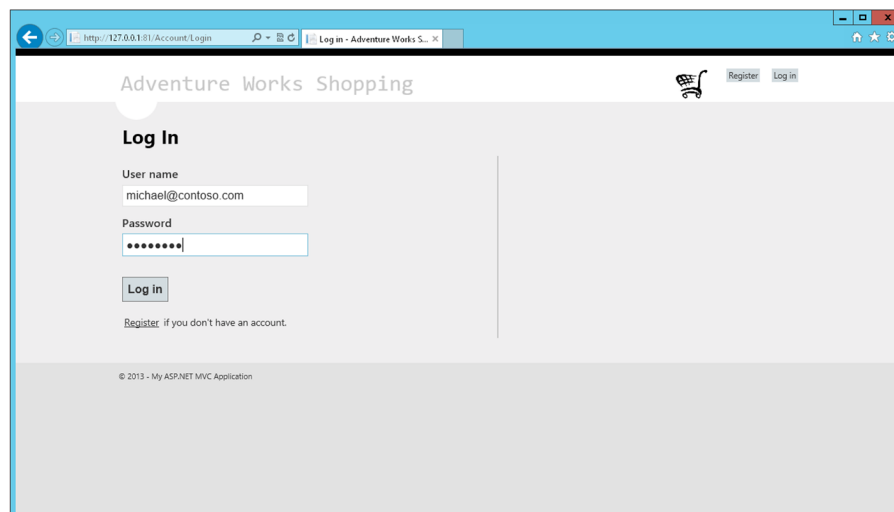 http://127.0.0.1:81/Account/Login
Log in - Adventure Works S...
Adventure Works Shopping
Register
Log in
Log In
User name
michael@contoso.com
Password
••••••••
Log in
Register if you don't have an account.
© 2013 - My ASP.NET MVC Application